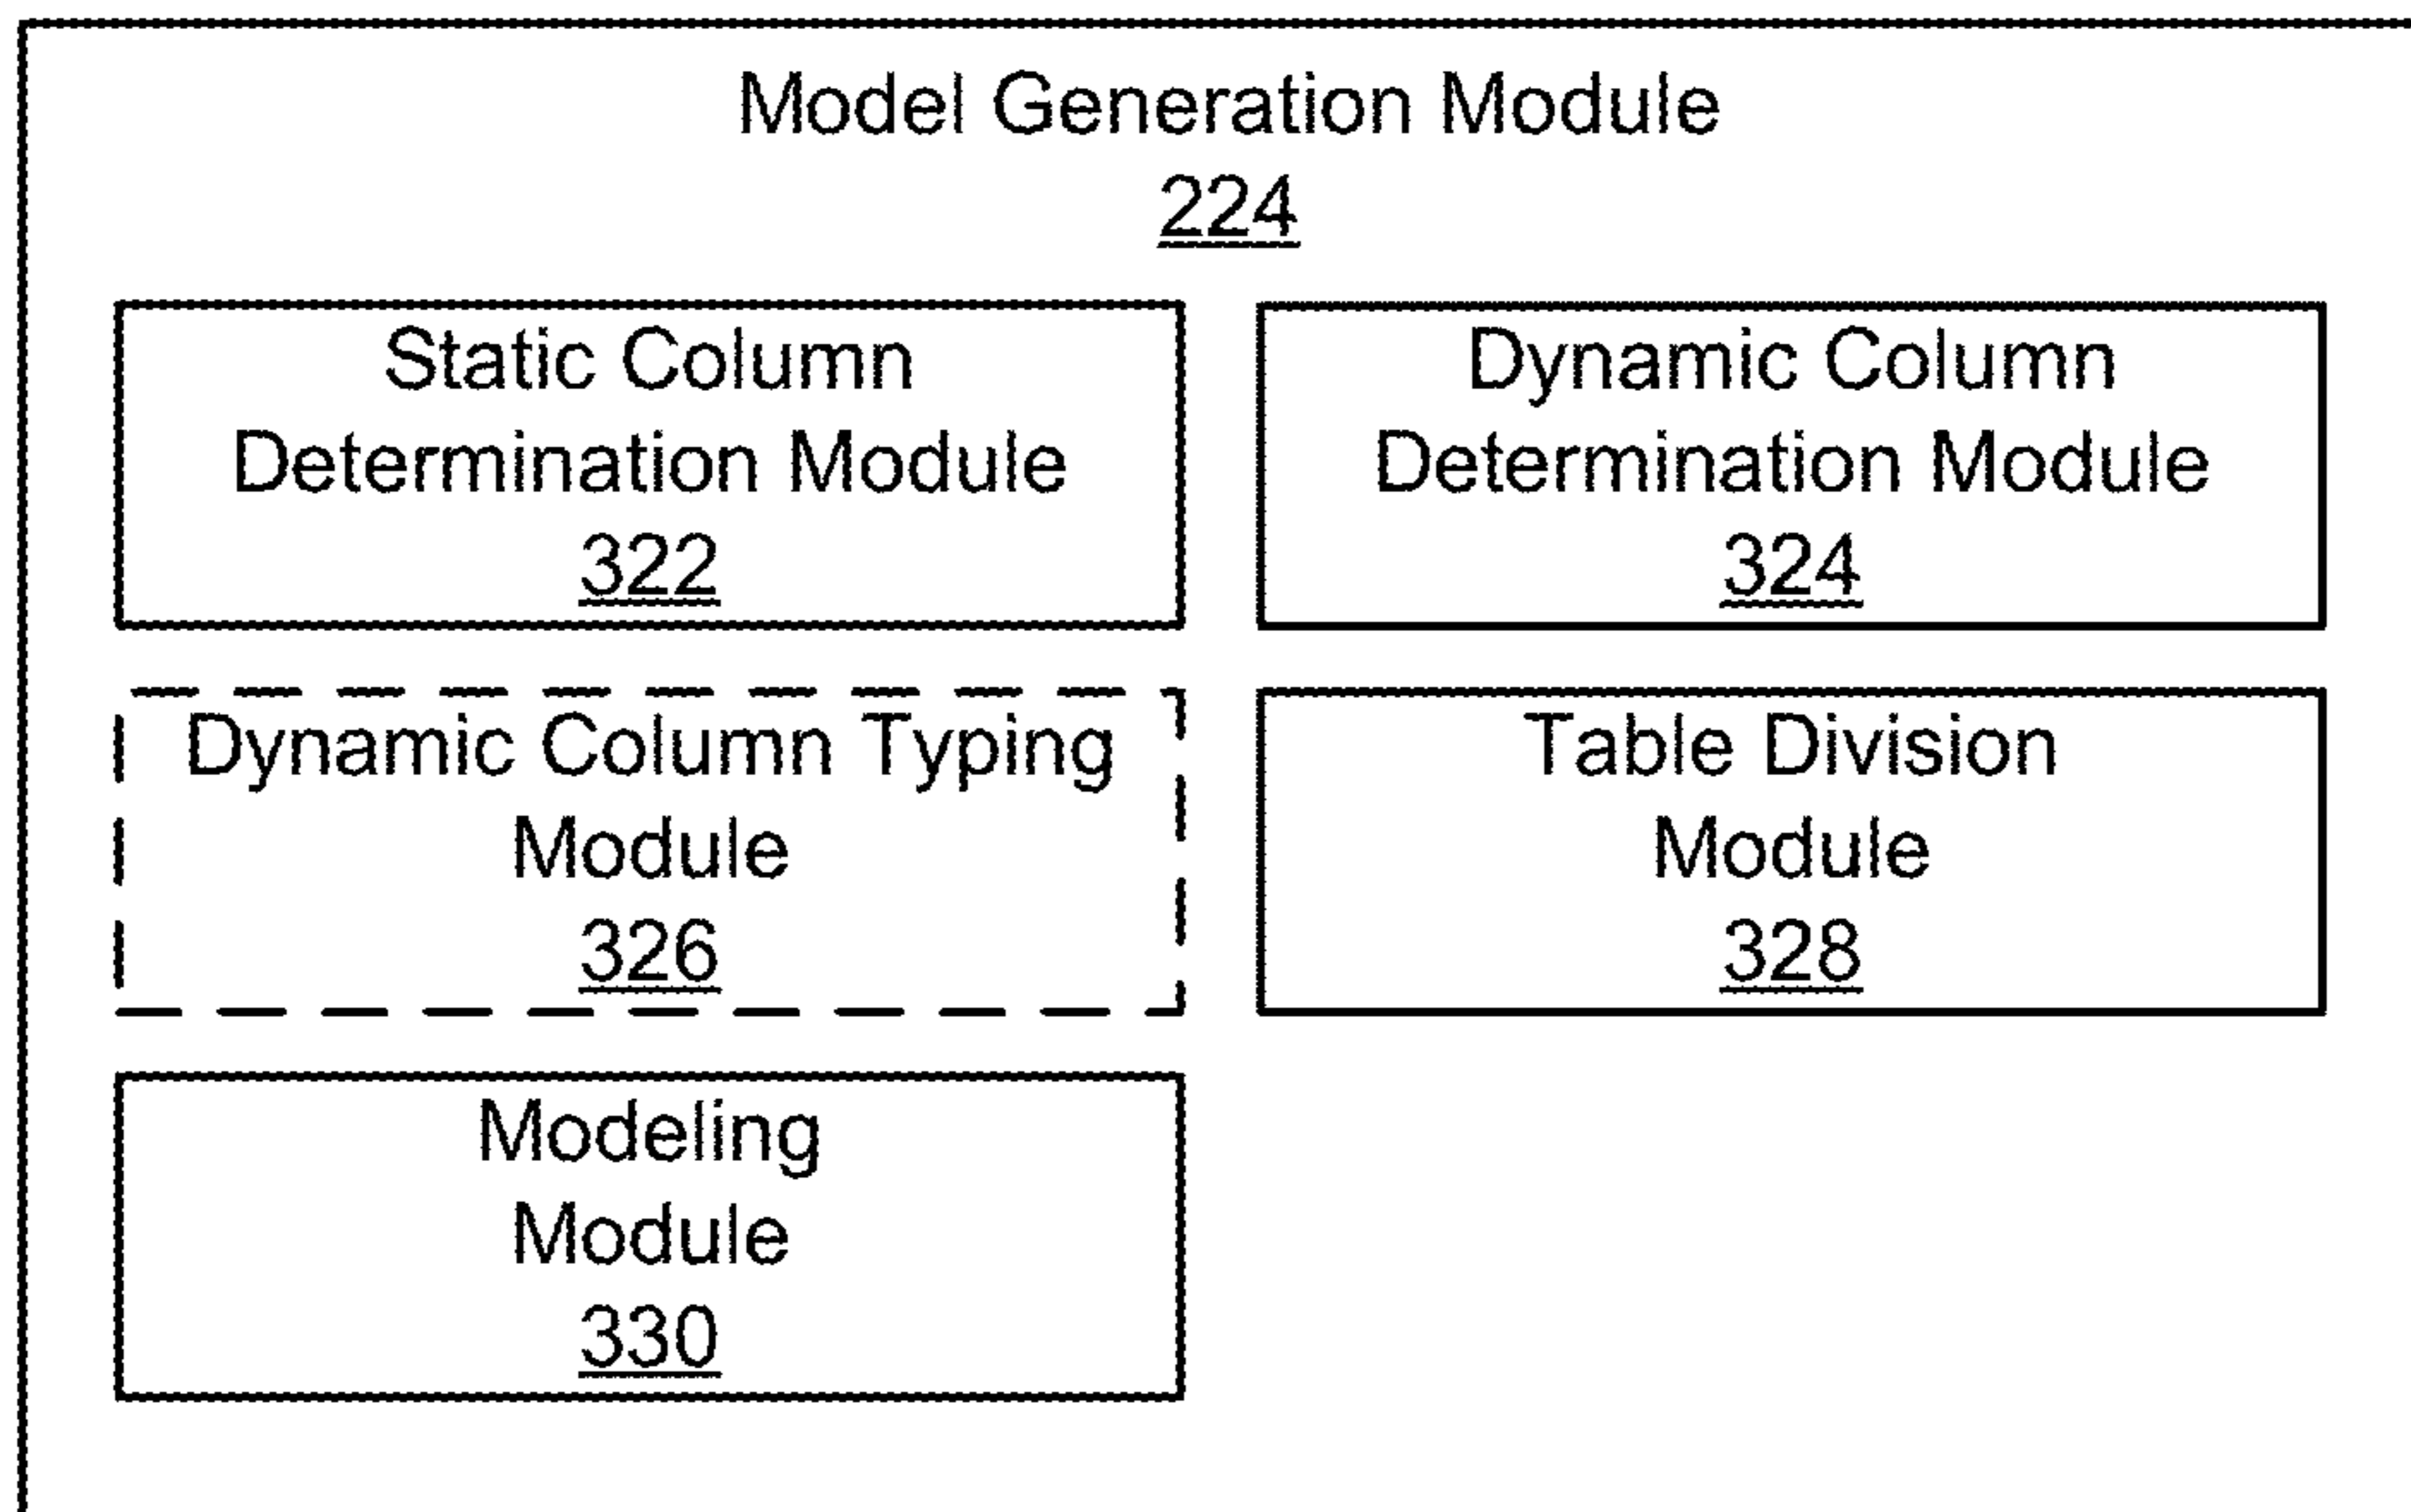 Model Generation Module
224
Static Column
Determination Module
322
Dynamic Column
Determination Module
324
Dynamic Column Typing
Module
326
Table Division
Module
328
Modeling
Module
330